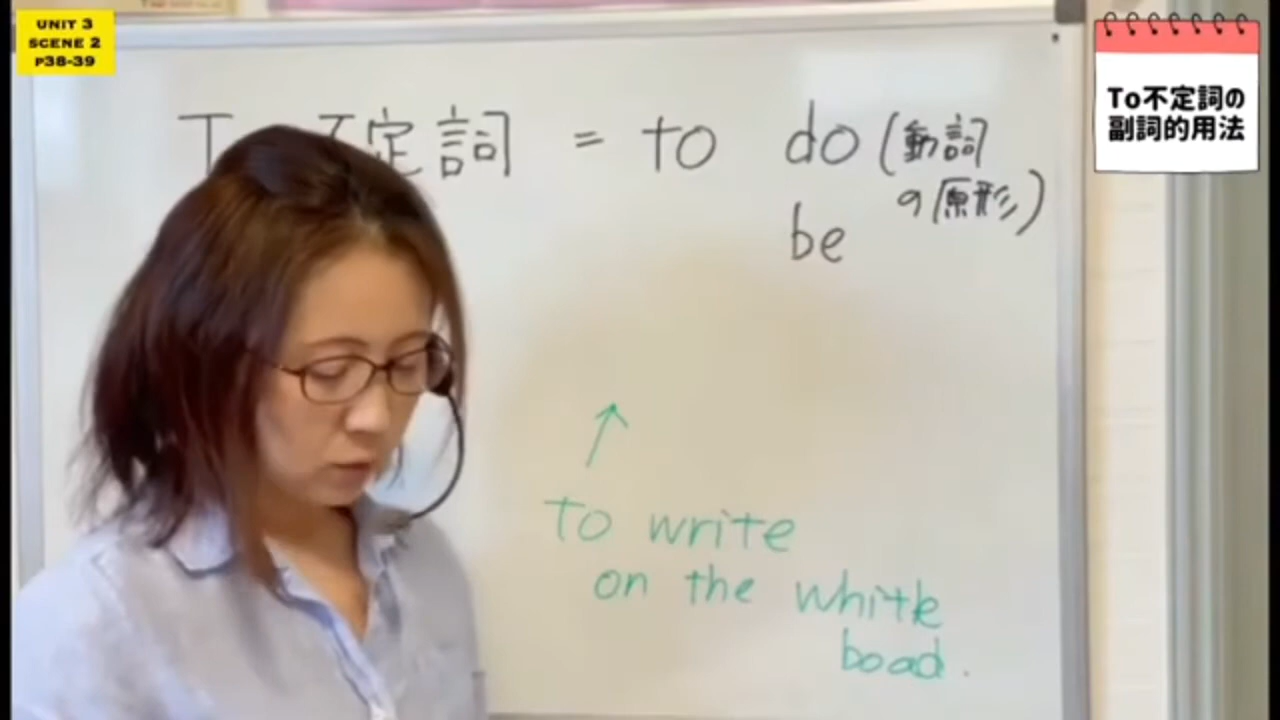 UNIT 3
SCENE 2
P38-39
To不定詞の
副詞的用法
T 不定詞 = to do (動詞
の原形)
be
To write
on the white
boad.